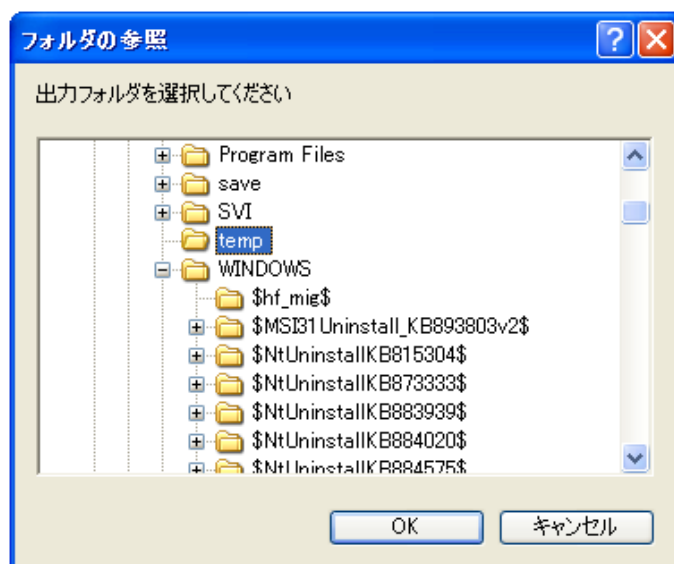 フォルダの参照
出力フォルダを選択してください
Program Files
save
SVI
temp
WINDOWS
$hf_mig$
$MSI31Uninstall_KB893803v2$
$NtUninstallKB815304$
$NtUninstallKB873333$
$NtUninstallKB883939$
$NtUninstallKB884020$
$NtUninstallKB884575$
OK
キャンセル